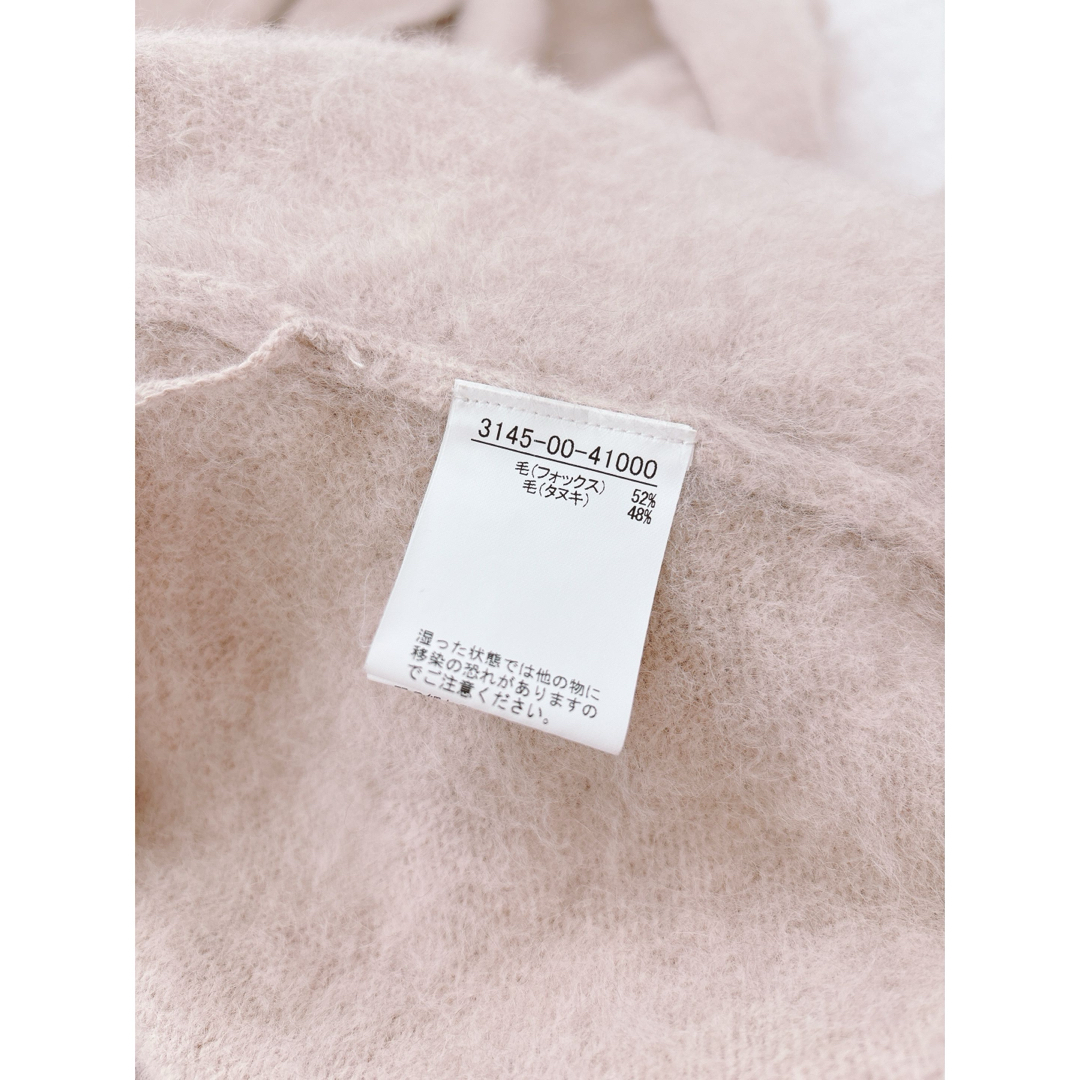 3145-00-41000
毛(フォックス) 52%
毛(タヌキ) 48%
湿った状態では他の物に
移染の恐れがありますの
でご注意ください。